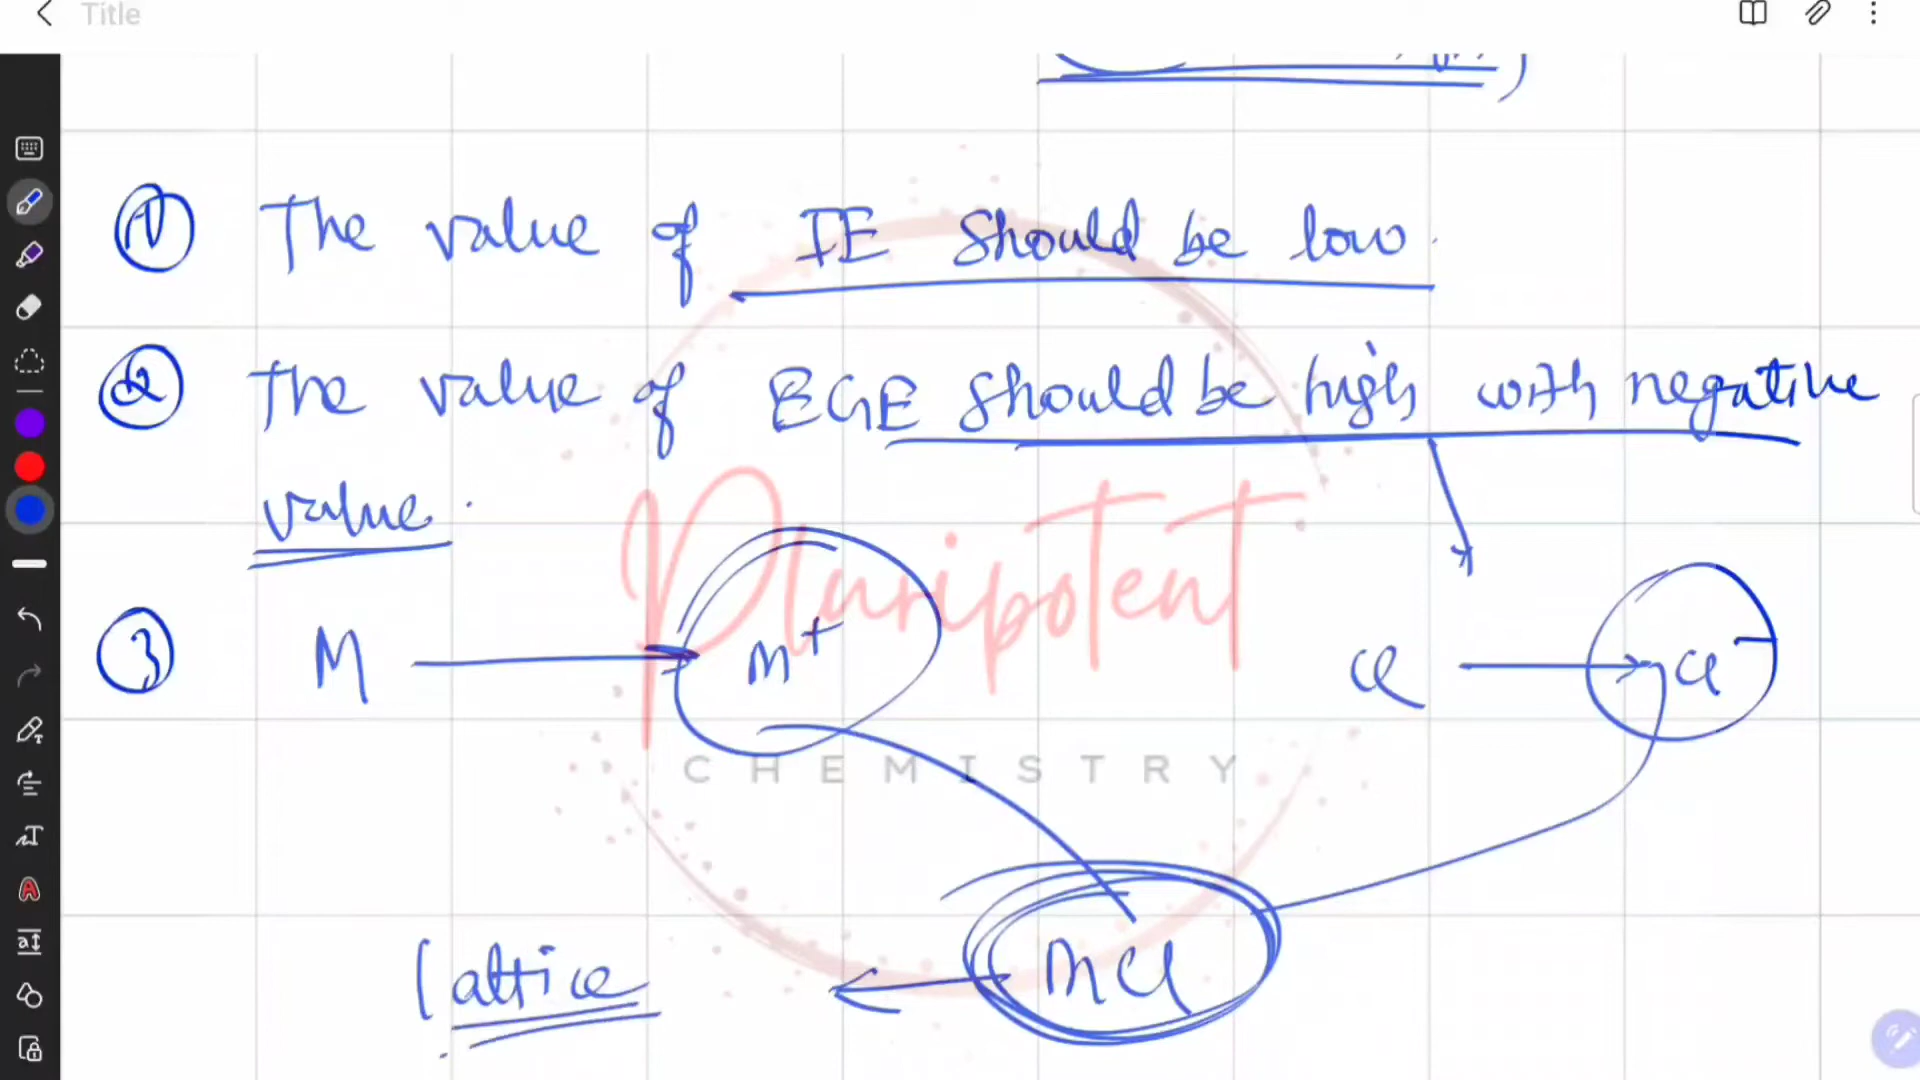 Title
① The value of IE should be low.
② The value of EGE should be high with negative
value.
Pluripotent
③ M → M+ Cl → Cl-
CHEMISTRY
Lattice ← MCl